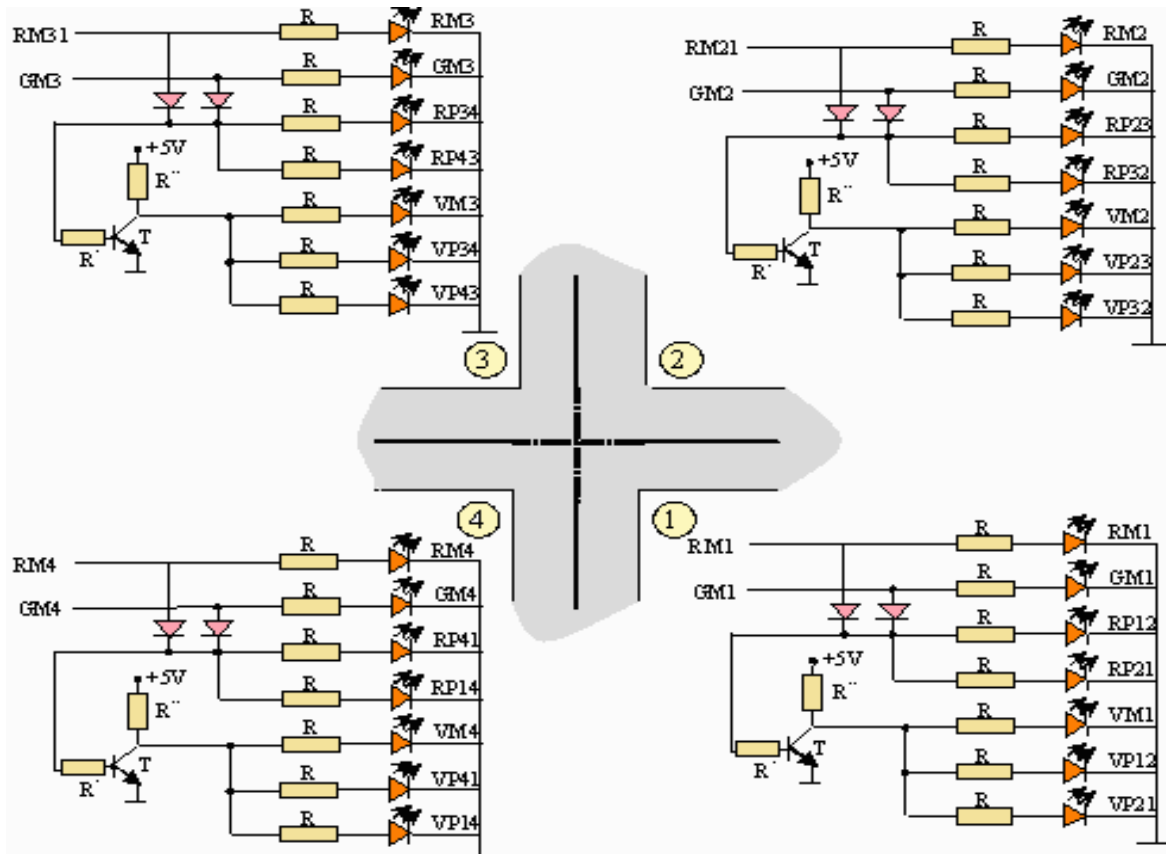 RM31 R RM3
GM3 R GM3
R RP34
+5V R RP43
R¨ R VM3
R' T R VP34
R VP43
RM21 R RM2
GM2 R GM2
R RP23
+5V R RP32
R¨ R VM2
R' T R VP23
R VP32
3 2
4 1
RM4 R RM4
GM4 R GM4
R RP41
+5V R RP14
R¨ R VM4
R' T R VP41
R VP14
RM1 R RM1
GM1 R GM1
R RP12
+5V R RP21
R¨ R VM1
R' T R VP12
R VP21